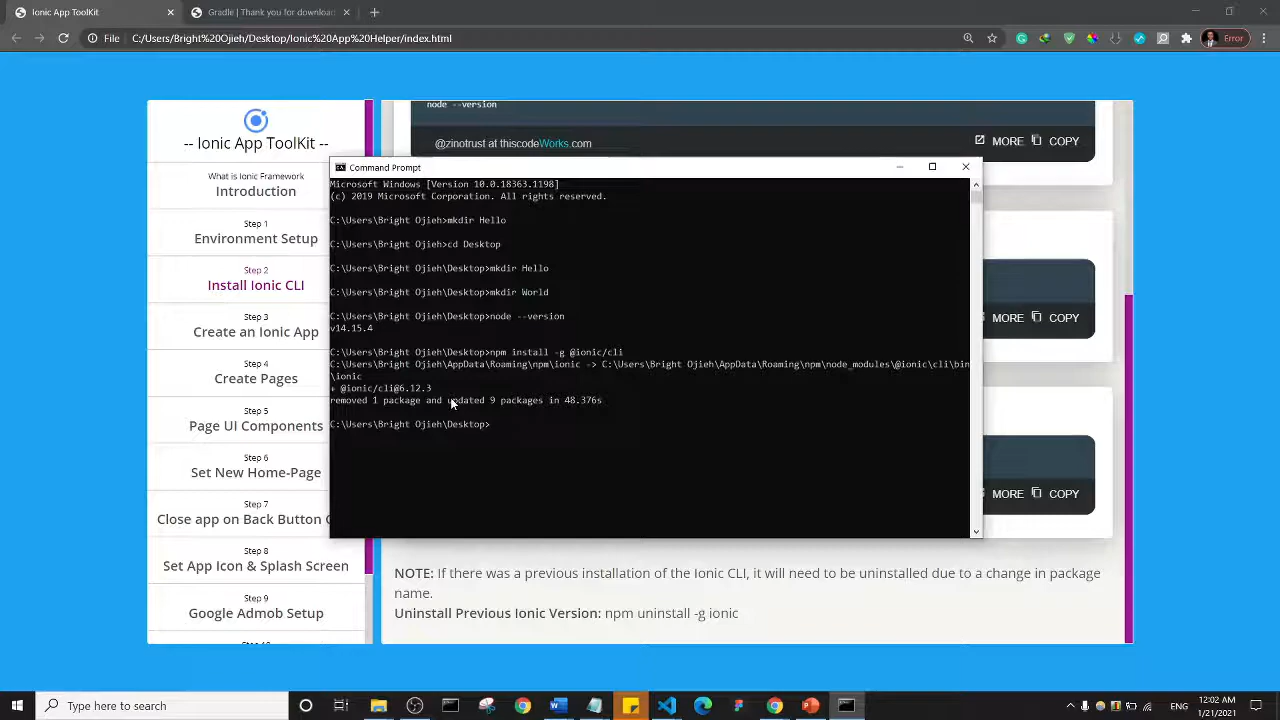 Ionic App ToolKit
Gradle | Thank you for download
File
C:/Users/Bright%20Ojieh/Desktop/Ionic%20App%20Helper/index.html
Error
-- Ionic App ToolKit --
What is Ionic Framework
Introduction
Step 1
Environment Setup
Step 2
Install Ionic CLI
Step 3
Create an Ionic App
Step 4
Create Pages
Step 5
Page UI Components
Step 6
Set New Home-Page
Step 7
Close app on Back Button
Step 8
Set App Icon & Splash Screen
Step 9
Google Admob Setup
node --version
@zinotrust at thiscodeWorks.com
MORE COPY
Command Prompt
Microsoft Windows [Version 10.0.18363.1198]
(c) 2019 Microsoft Corporation. All rights reserved.
C:\Users\Bright Ojieh>mkdir Hello
C:\Users\Bright Ojieh>cd Desktop
C:\Users\Bright Ojieh\Desktop>mkdir Hello
C:\Users\Bright Ojieh\Desktop>mkdir World
C:\Users\Bright Ojieh\Desktop>node --version
v14.15.4
C:\Users\Bright Ojieh\Desktop>npm install -g @ionic/cli
C:\Users\Bright Ojieh\AppData\Roaming\npm\ionic -> C:\Users\Bright Ojieh\AppData\Roaming\npm\node_modules\@ionic\cli\bin
\ionic
+ @ionic/cli@6.12.3
removed 1 package and updated 9 packages in 48.376s
C:\Users\Bright Ojieh\Desktop>
MORE COPY
MORE COPY
NOTE: If there was a previous installation of the Ionic CLI, it will need to be uninstalled due to a change in package
name.
Uninstall Previous Ionic Version: npm uninstall -g ionic
Type here to search
ENG
12:02 AM
1/21/2021